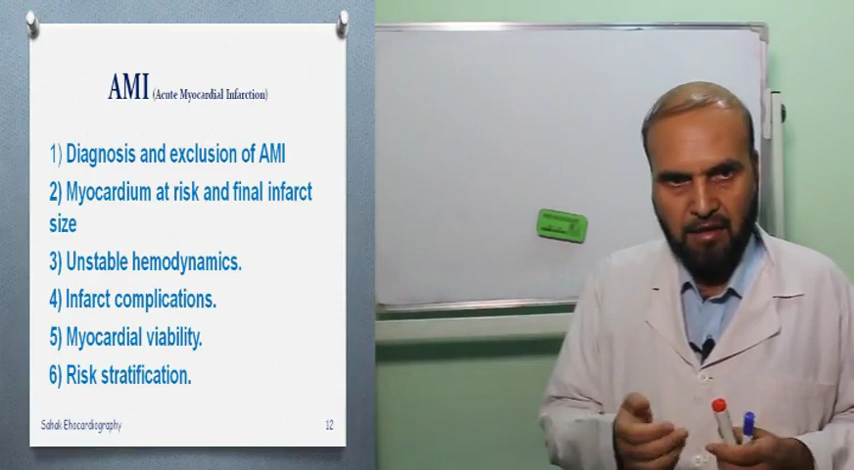 AMI (Acute Myocardial Infarction)
1) Diagnosis and exclusion of AMI
2) Myocardium at risk and final infarct
size
3) Unstable hemodynamics.
4) Infarct complications.
5) Myocardial viability.
6) Risk stratification.
Sahak Ehocardiography
12